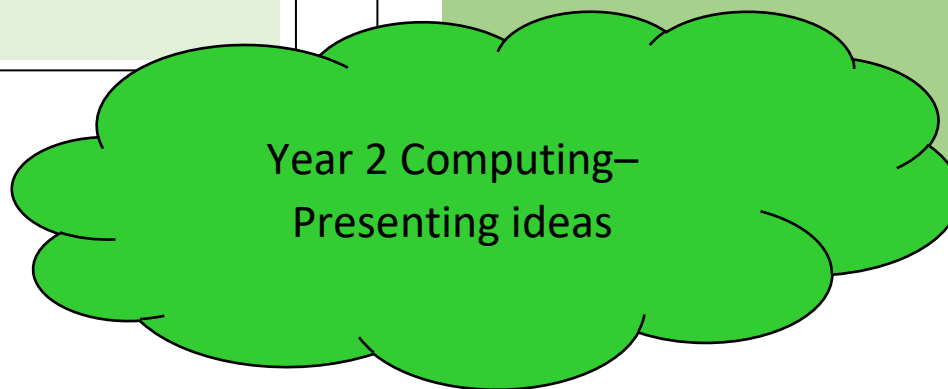 Year 2 Computing–
Presenting ideas